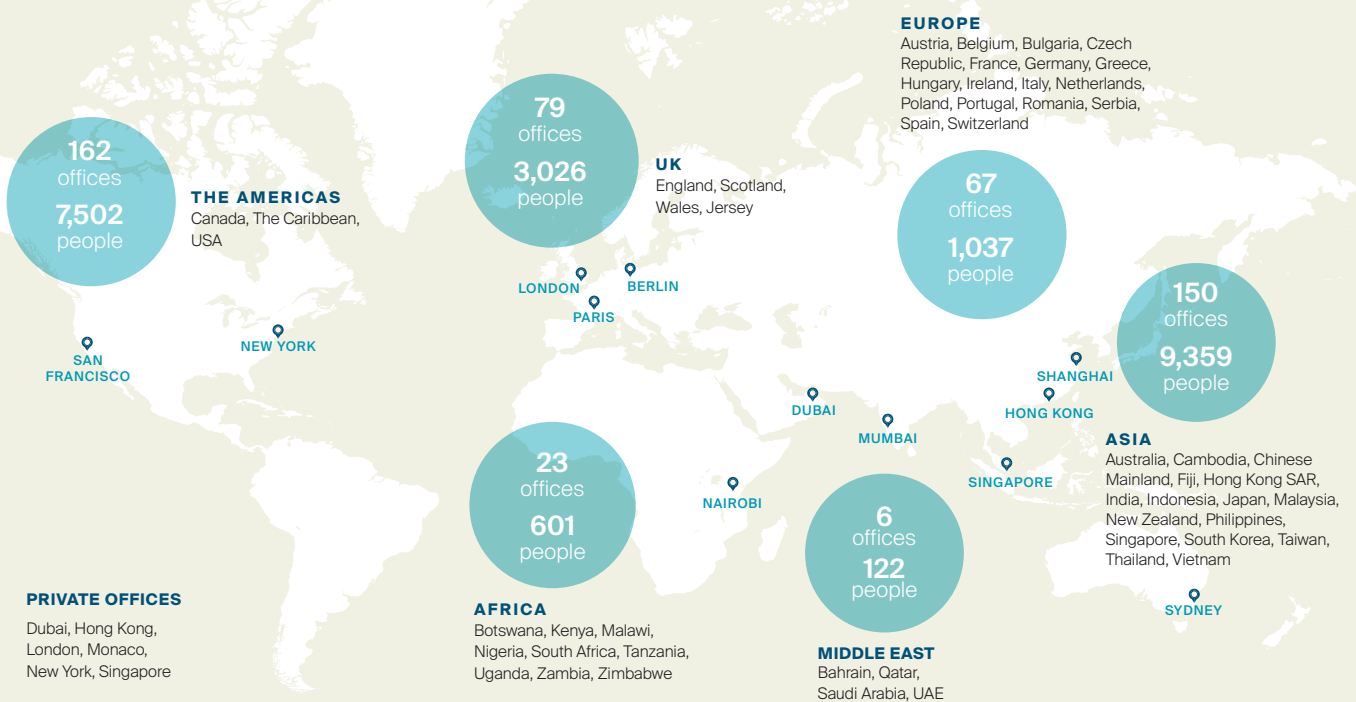 162
offices
7,502
people
THE AMERICAS
Canada, The Caribbean,
USA
79
offices
3,026
people
UK
England, Scotland,
Wales, Jersey
EUROPE
Austria, Belgium, Bulgaria, Czech
Republic, France, Germany, Greece,
Hungary, Ireland, Italy, Netherlands,
Poland, Portugal, Romania, Serbia,
Spain, Switzerland
67
offices
1,037
people
150
offices
9,359
people
ASIA
Australia, Cambodia, Chinese
Mainland, Fiji, Hong Kong SAR,
India, Indonesia, Japan, Malaysia,
New Zealand, Philippines,
Singapore, South Korea, Taiwan,
Thailand, Vietnam
SAN
FRANCISCO
NEW YORK
LONDON
BERLIN
PARIS
DUBAI
MUMBAI
SHANGHAI
HONG KONG
SINGAPORE
NAIROBI
SYDNEY
23
offices
601
people
AFRICA
Botswana, Kenya, Malawi,
Nigeria, South Africa, Tanzania,
Uganda, Zambia, Zimbabwe
6
offices
122
people
MIDDLE EAST
Bahrain, Qatar,
Saudi Arabia, UAE
PRIVATE OFFICES
Dubai, Hong Kong,
London, Monaco,
New York, Singapore